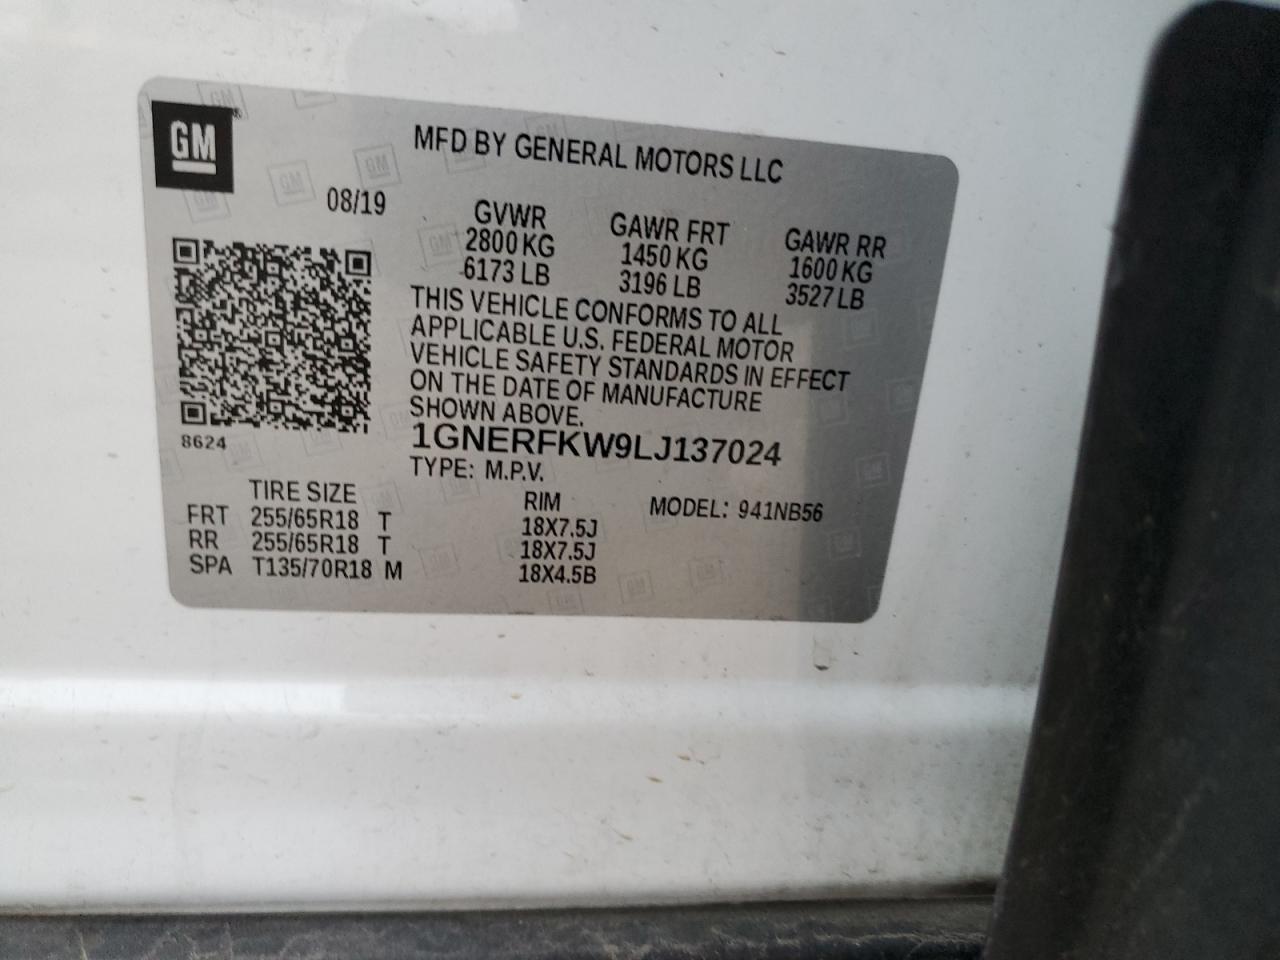 GM®
MFD BY GENERAL MOTORS LLC
08/19
GVWR GAWR FRT GAWR RR
2800 KG 1450 KG 1600 KG
6173 LB 3196 LB 3527 LB
THIS VEHICLE CONFORMS TO ALL
APPLICABLE U.S. FEDERAL MOTOR
VEHICLE SAFETY STANDARDS IN EFFECT
ON THE DATE OF MANUFACTURE
SHOWN ABOVE.
8624
1GNERFKW9LJ137024
TYPE: M.P.V.
TIRE SIZE RIM MODEL: 941NB56
FRT 255/65R18 T 18X7.5J
RR 255/65R18 T 18X7.5J
SPA T135/70R18 M 18X4.5B